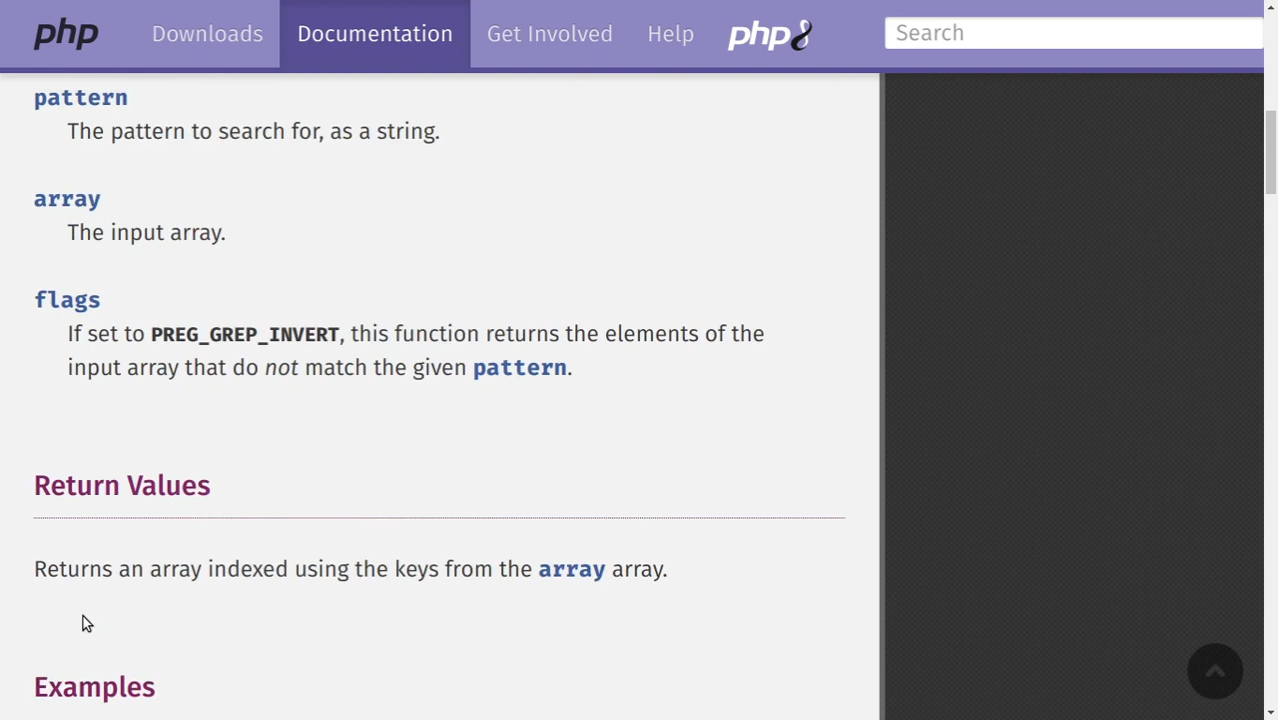 php Downloads Documentation Get Involved Help php8 Search
pattern
The pattern to search for, as a string.
array
The input array.
flags
If set to PREG_GREP_INVERT, this function returns the elements of the
input array that do not match the given pattern.
Return Values
Returns an array indexed using the keys from the array array.
Examples